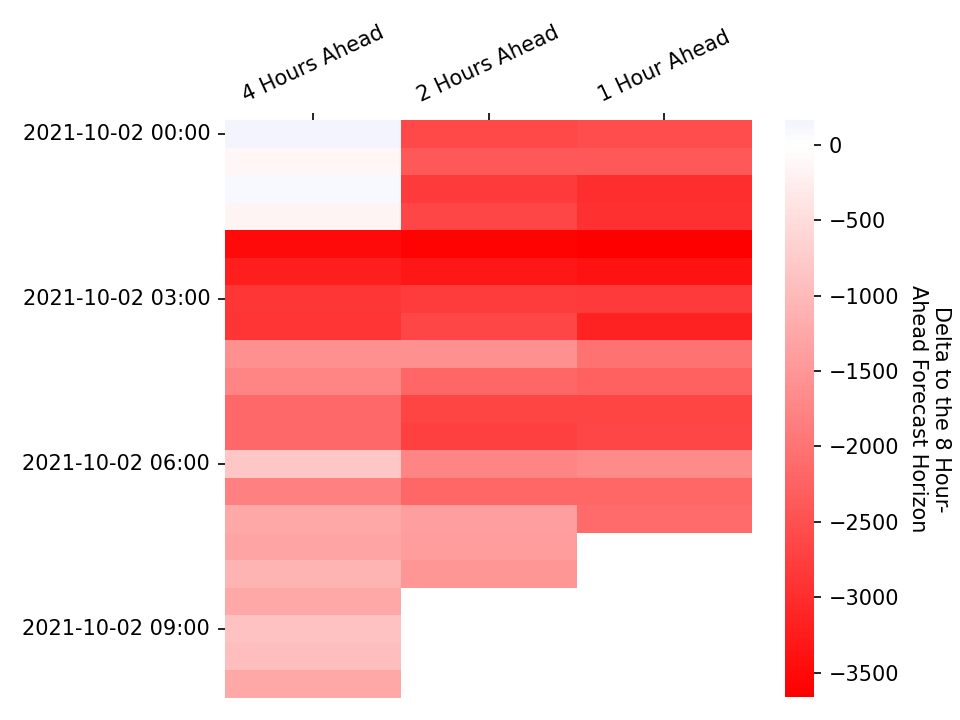 4 Hours Ahead
2 Hours Ahead
1 Hour Ahead
2021-10-02 00:00
2021-10-02 03:00
2021-10-02 06:00
2021-10-02 09:00
0
−500
−1000
−1500
−2000
−2500
−3000
−3500
Delta to the 8 Hour-
Ahead Forecast Horizon